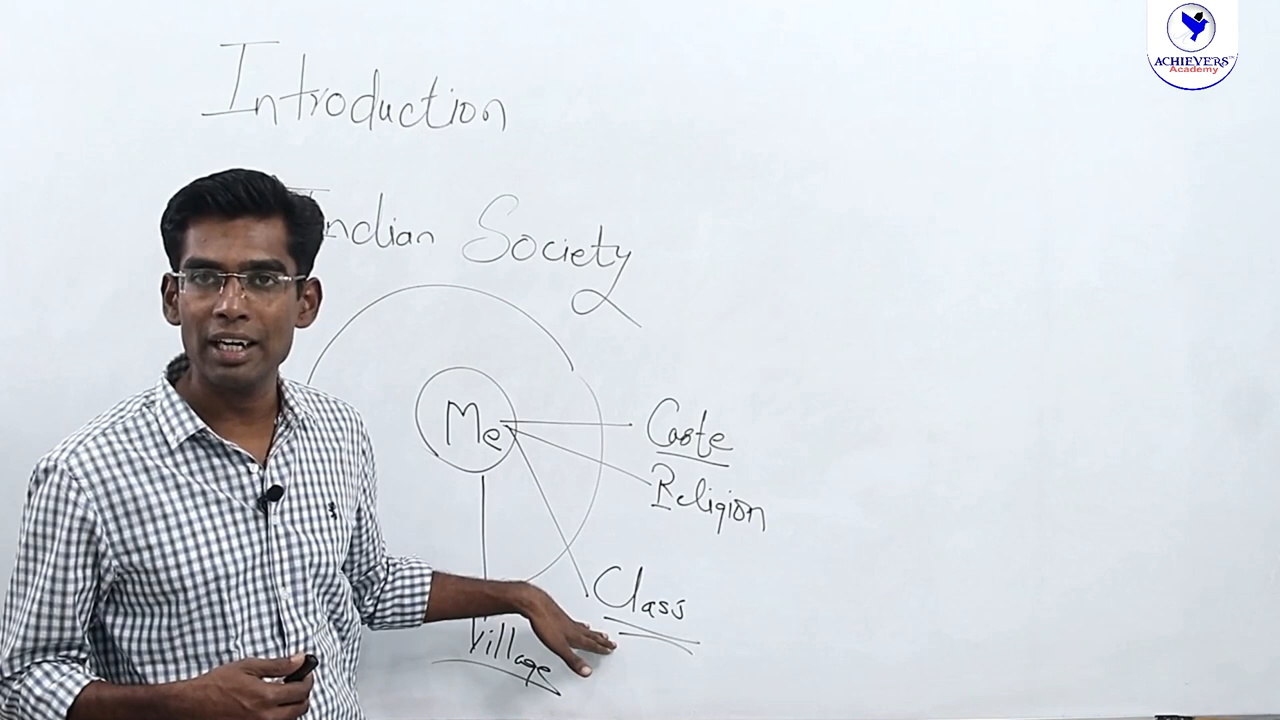 Introduction
Indian Society
Me
Caste
Religion
Class
Village
ACHIEVERS
Academy